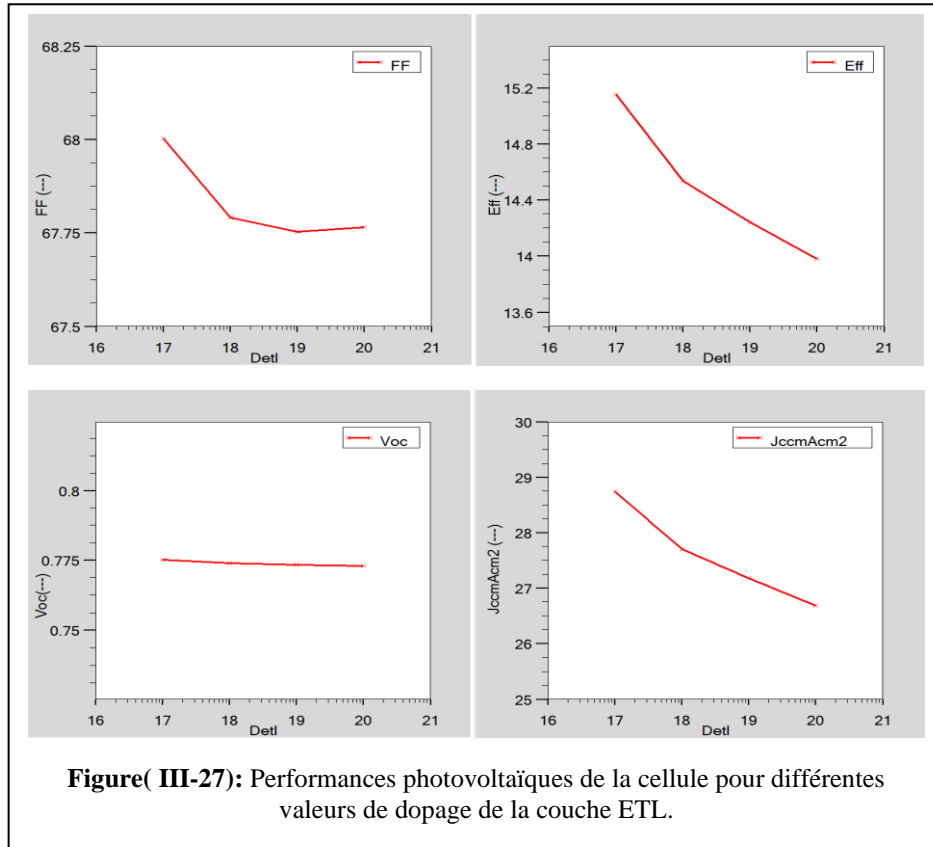 68.25
68
67.75
67.5
FF (---)
FF
16 17 18 19 20 21
Detl
15.2
14.8
14.4
14
13.6
Eff (---)
Eff
16 17 18 19 20 21
Detl
0.8
0.775
0.75
Voc(---)
Voc
16 17 18 19 20 21
Detl
30
29
28
27
26
25
JccmAcm2 (---)
JccmAcm2
16 17 18 19 20 21
Detl
Figure( III-27): Performances photovoltaïques de la cellule pour différentes
valeurs de dopage de la couche ETL.